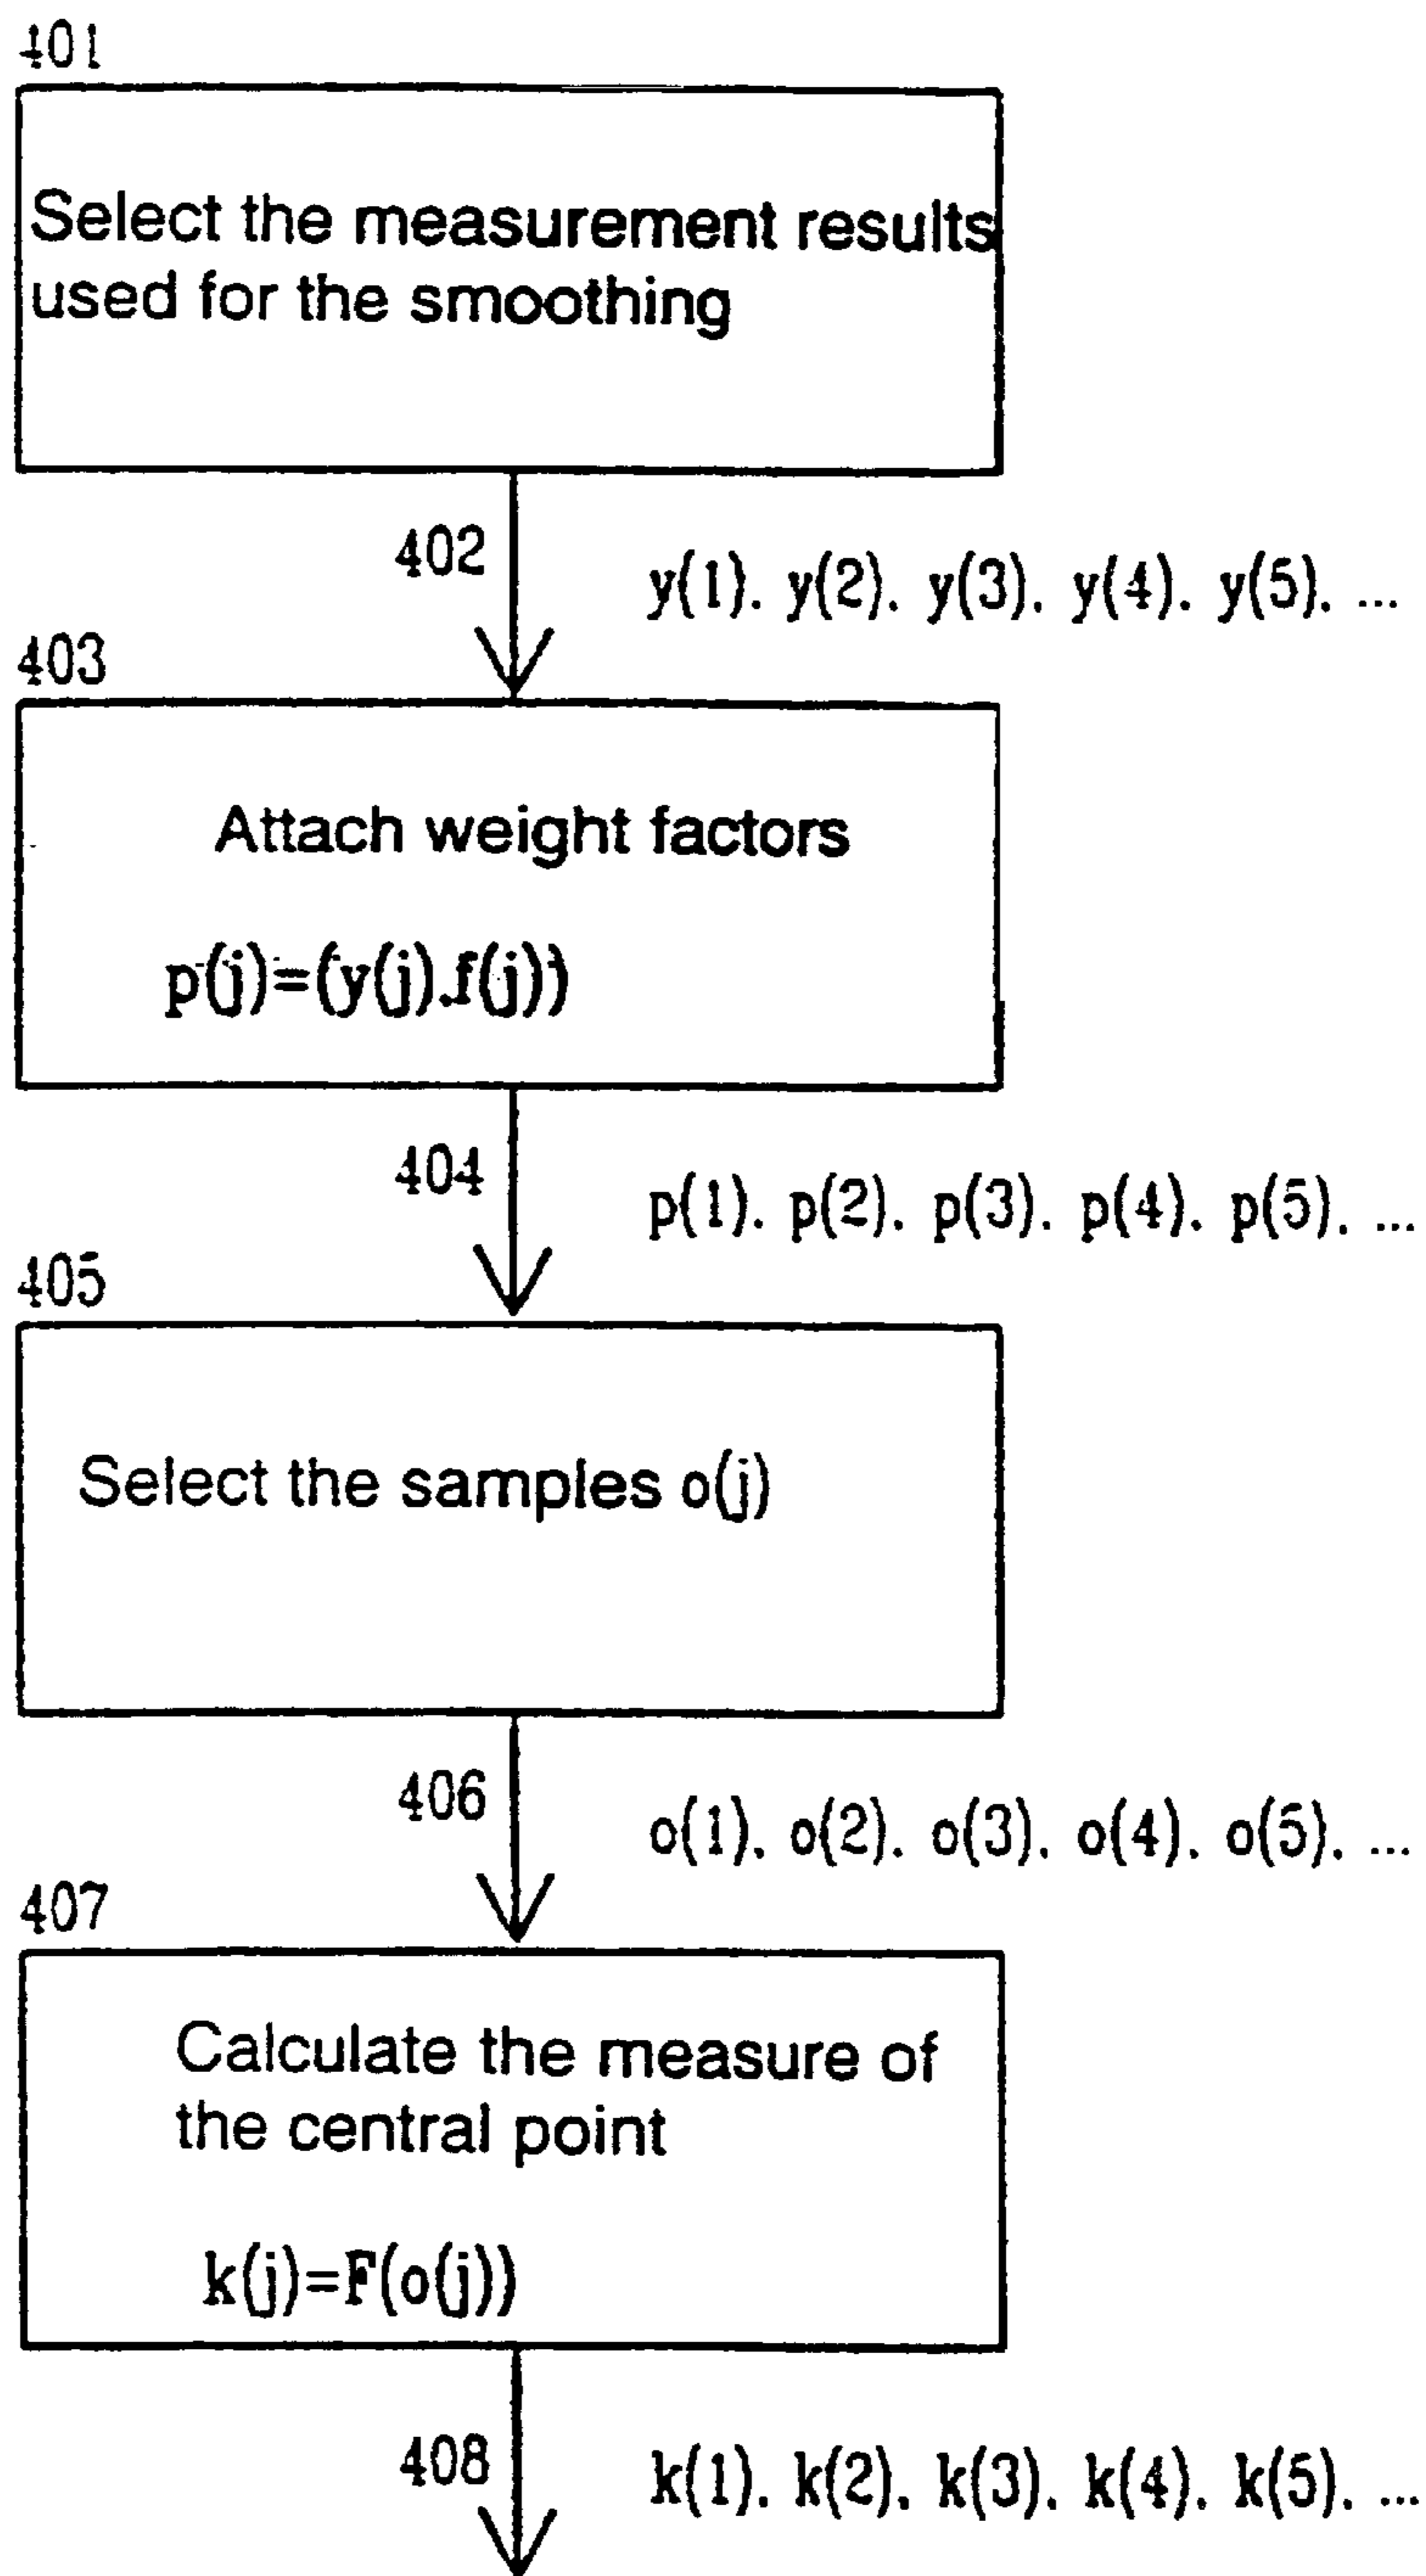 401
Select the measurement results
used for the smoothing
402
y(1). y(2). y(3). y(4). y(5). ...
403
Attach weight factors
p(j)=(y(j).f(j))
404
p(1). p(2). p(3). p(4). p(5). ...
405
Select the samples o(j)
406
o(1). o(2). o(3). o(4). o(5). ...
407
Calculate the measure of
the central point
k(j)=F(o(j))
408
k(1). k(2). k(3). k(4). k(5). ...